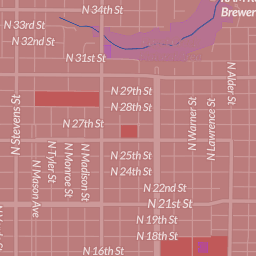 N 34th St
Brewer
N 33rd St
N 32nd St
N 31st St
N Alder St
N 29th St
N 28th St
N Stevens St
N 27th St
N Warner St
N Lawrence St
N Tyler St
N Monroe St
N Madison St
N Mason Ave
N 25th St
N 24th St
N 22nd St
N 21st St
N 19th St
N 18th St
N 16th St